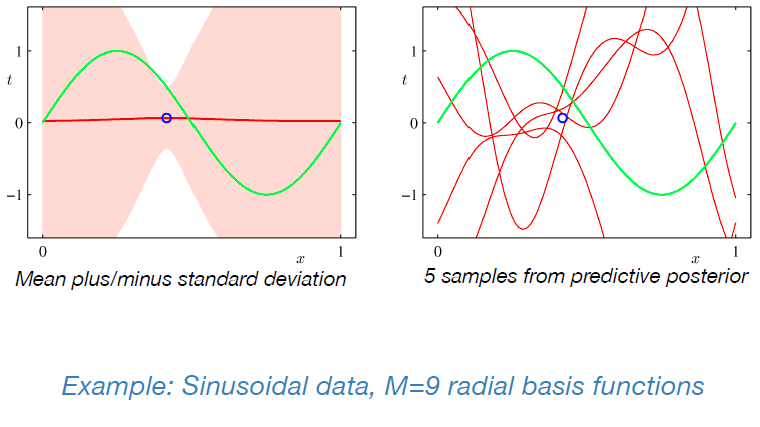 1
t
0
−1
0
x
1
Mean plus/minus standard deviation
1
t
0
−1
0
x
1
5 samples from predictive posterior
Example: Sinusoidal data, M=9 radial basis functions